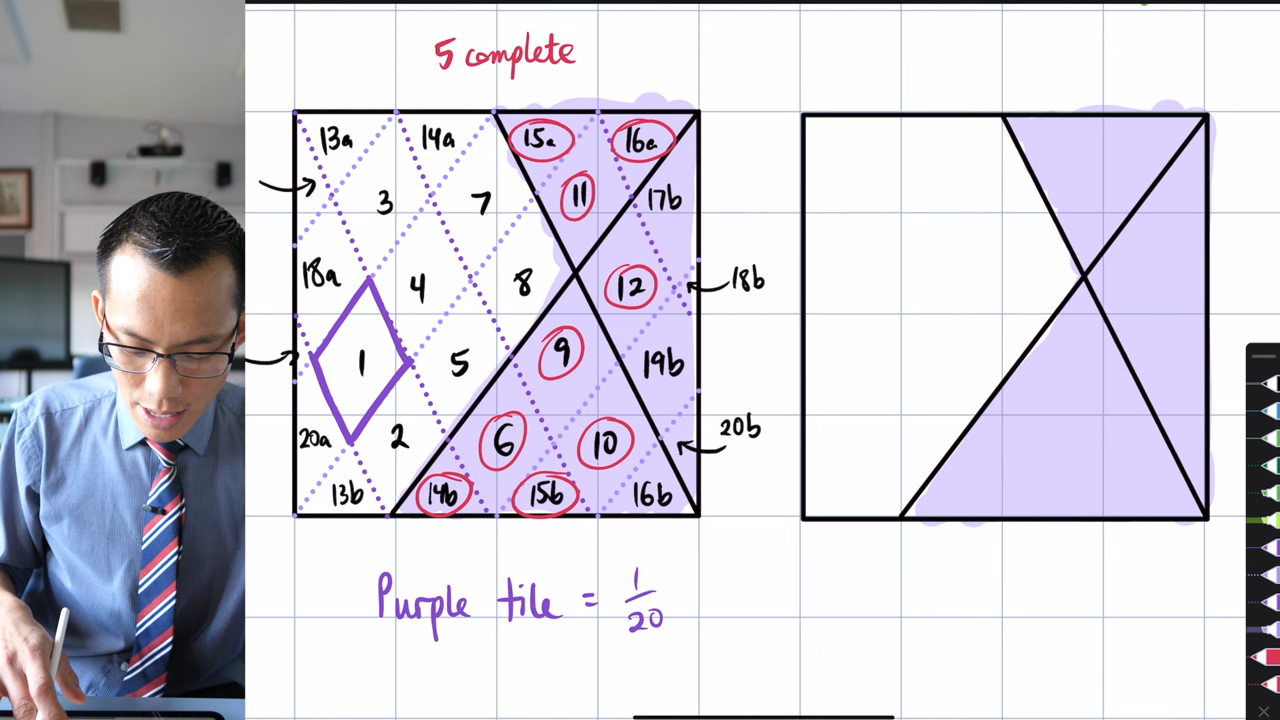 5 complete
13a 14a 15a 16a
3 7 11 17b
18a 4 8 12 18b
1 5 9 19b
20a 2 6 10 20b
13b 14b 15b 16b
Purple tile = 1/20